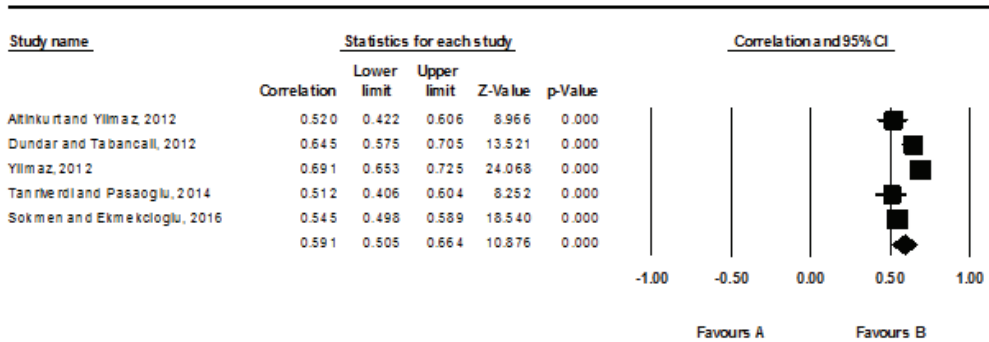 Study name Statistics for each study Correlation and 95% CI
Lower Upper
Correlation limit limit Z-Value p-Value
Altinkurt and Yilmaz, 2012 0.520 0.422 0.606 8.966 0.000
Dundar and Tabancali, 2012 0.645 0.575 0.705 13.521 0.000
Yilmaz, 2012 0.691 0.653 0.725 24.068 0.000
Tanriverdi and Pasaoglu, 2014 0.512 0.406 0.604 8.252 0.000
Sokmen and Ekmekcioglu, 2016 0.545 0.498 0.589 18.540 0.000
0.591 0.505 0.664 10.876 0.000
-1.00 -0.50 0.00 0.50 1.00
Favours A Favours B